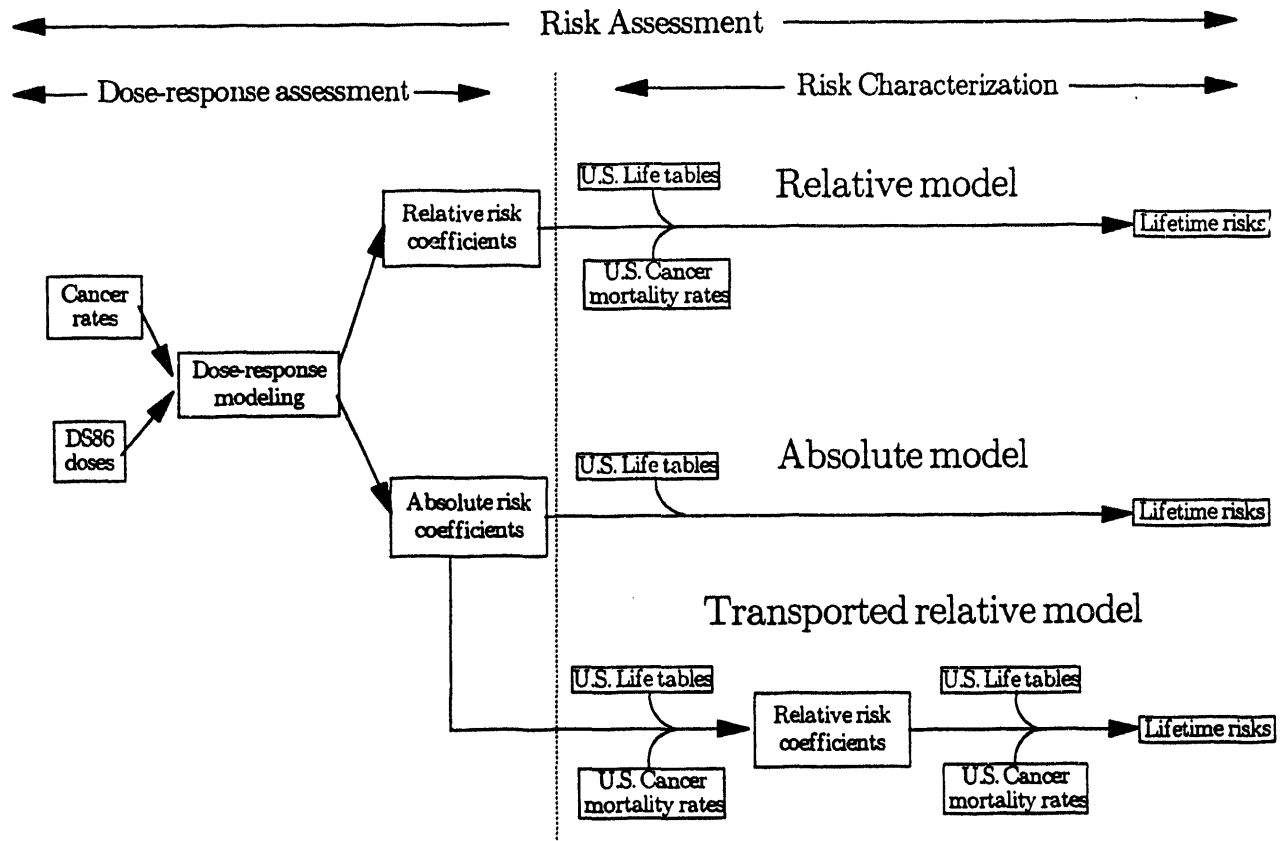 Risk Assessment
Dose-response assessment
Risk Characterization
U.S. Life tables
Relative model
Relative risk
coefficients
Lifetime risks
U.S. Cancer
mortality rates
Cancer
rates
Dose-response
modeling
DS86
doses
U.S. Life tables
Absolute model
Absolute risk
coefficients
Lifetime risks
Transported relative model
U.S. Life tables
U.S. Life tables
Relative risk
coefficients
Lifetime risks
U.S. Cancer
mortality rates
U.S. Cancer
mortality rates